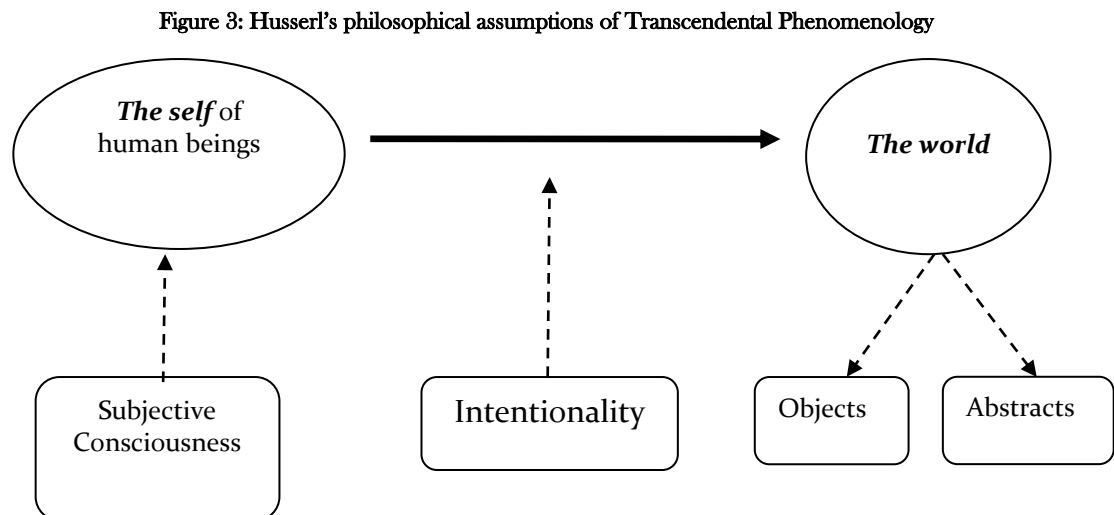 Figure 3: Husserl's philosophical assumptions of Transcendental Phenomenology
The self of
human beings
The world
Subjective
Consciousness
Intentionality
Objects
Abstracts